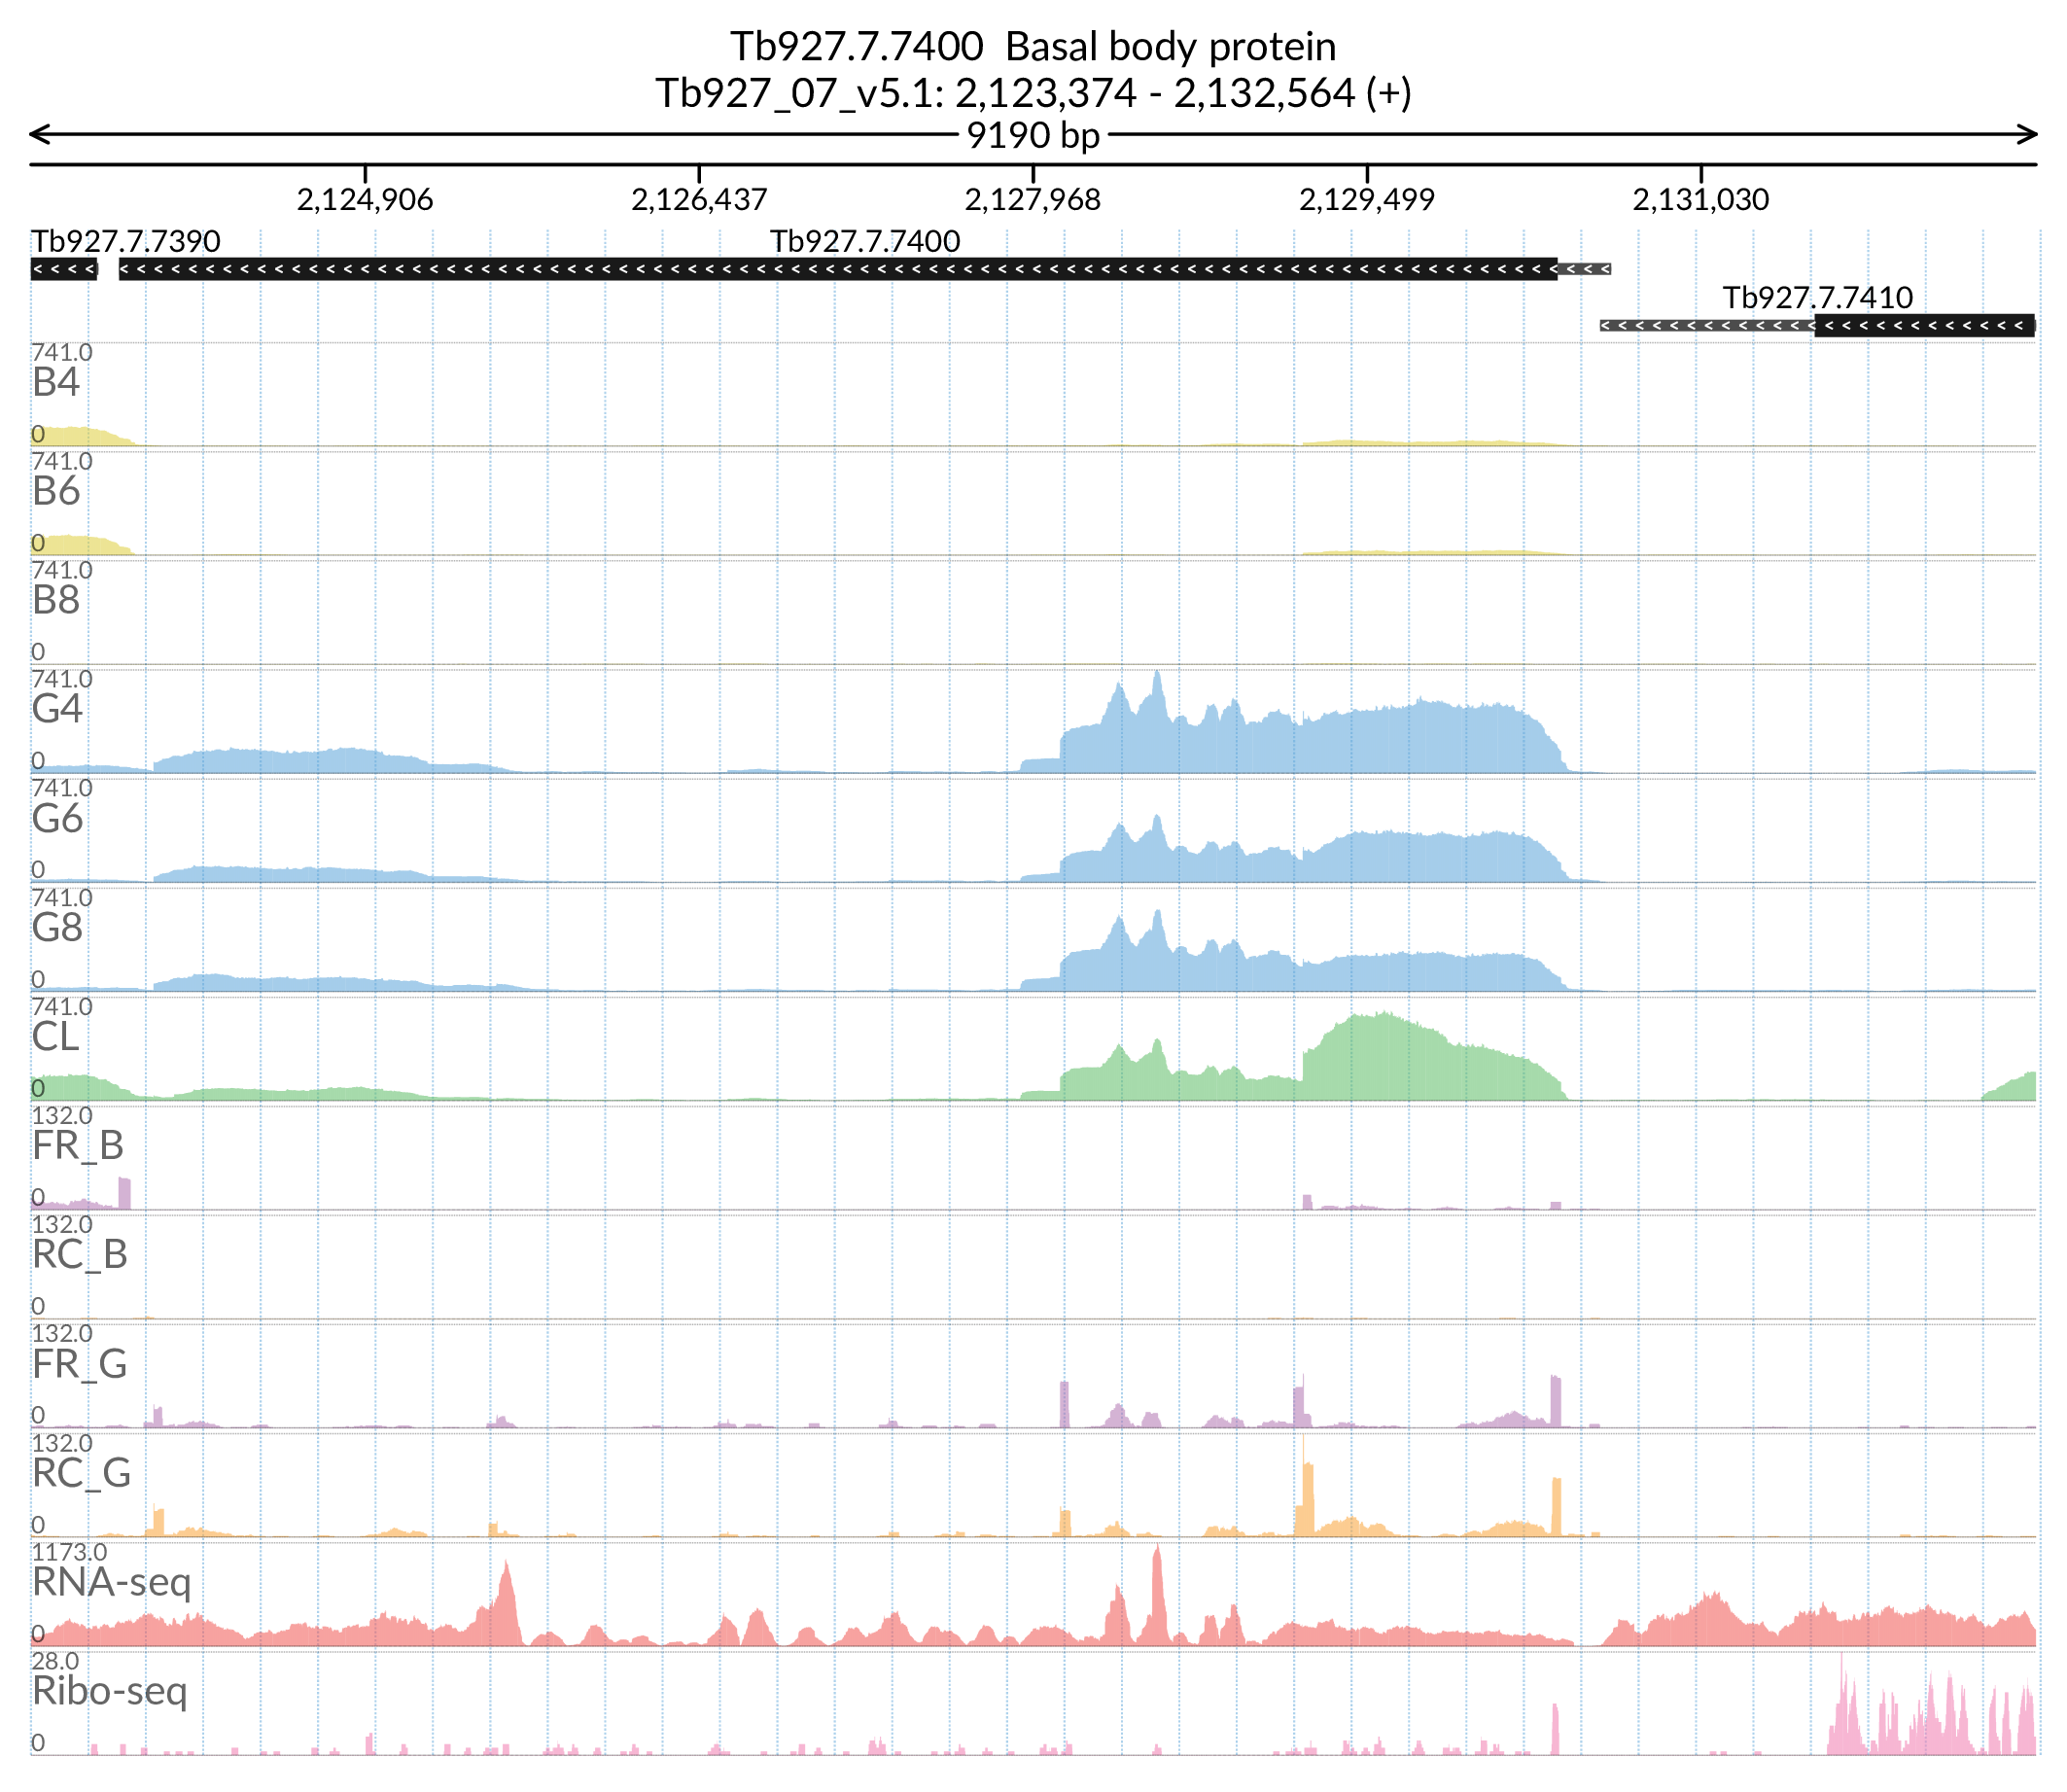 Tb927.7.7400  Basal body protein
Tb927_07_v5.1: 2,123,374 - 2,132,564 (+)
9190 bp
2,124,906 2,126,437 2,127,968 2,129,499 2,131,030
Tb927.7.7390 Tb927.7.7400
Tb927.7.7410
741.0
B4
0
741.0
B6
0
741.0
B8
0
741.0
G4
0
741.0
G6
0
741.0
G8
0
741.0
CL
0
132.0
FR_B
0
132.0
RC_B
0
132.0
FR_G
0
132.0
RC_G
0
1173.0
RNA-seq
0
28.0
Ribo-seq
0